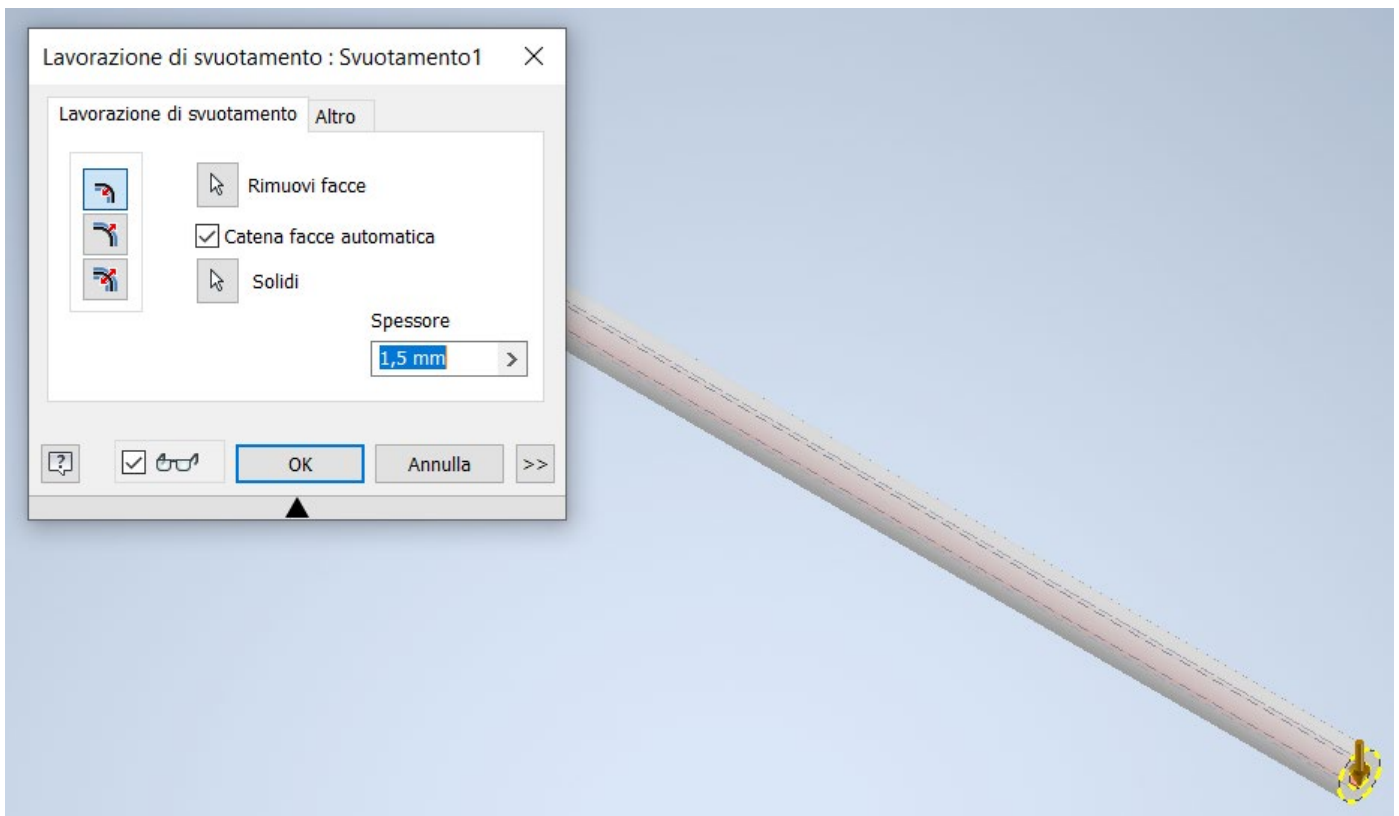 Lavorazione di svuotamento : Svuotamento1
Lavorazione di svuotamento Altro
Rimuovi facce
Catena facce automatica
Solidi
Spessore
1,5 mm >
? OK Annulla >>